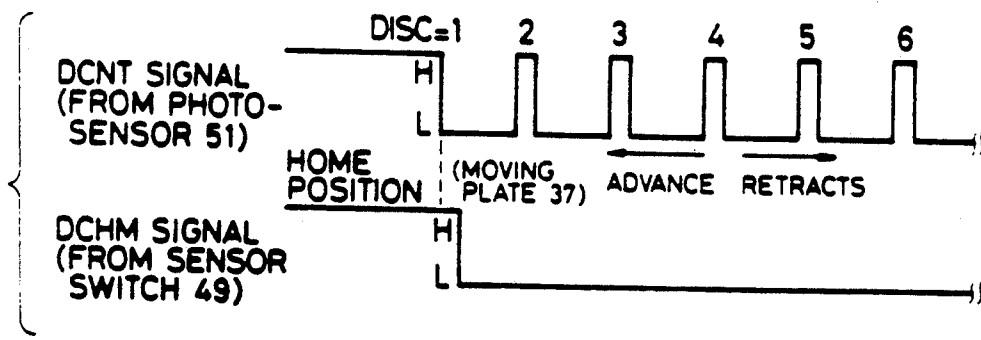 DISC=1 2 3 4 5 6
DCNT SIGNAL
(FROM PHOTO-
SENSOR 51)
H
L
HOME
POSITION
(MOVING
PLATE 37)
ADVANCE RETRACTS
DCHM SIGNAL
(FROM SENSOR
SWITCH 49)
H
L